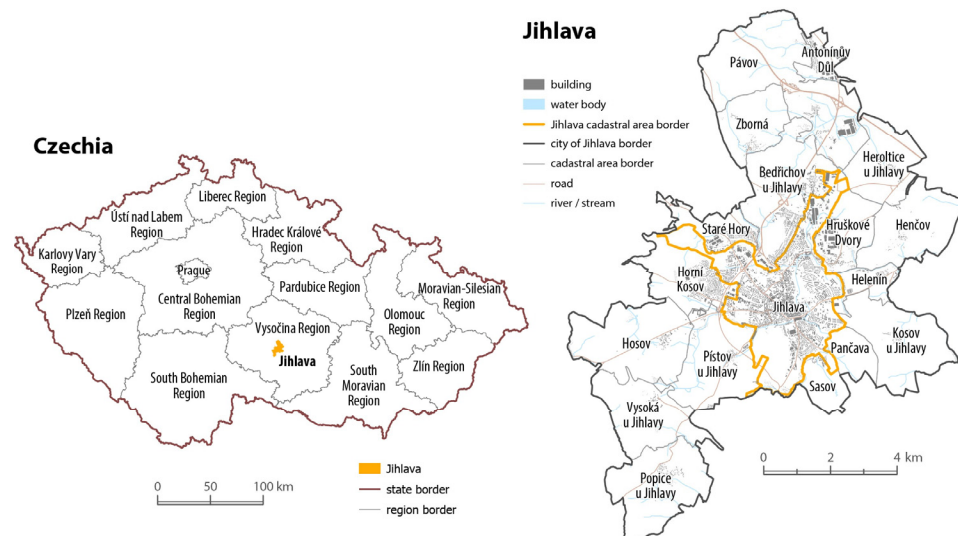 Czechia
Liberec Region
Ústí nad Labem
Region
Hradec Králové
Region
Karlovy Vary
Region
Prague
Pardubice Region
Moravian-Silesian
Region
Plzeň Region
Central Bohemian
Region
Olomouc
Region
Vysočina Region
Jihlava
Zlín Region
South Bohemian
Region
South
Moravian
Region
0 50 100 km
Jihlava
state border
region border
Jihlava
building
water body
Jihlava cadastral area border
city of Jihlava border
cadastral area border
road
river / stream
Antonínův
Důl
Pávov
Zborná
Heroltice
u Jihlavy
Bedřichov
u Jihlavy
Staré Hory
Hruškové
Dvory
Henčov
Horní
Kosov
Helenín
Jihlava
Hosov
Pístov
u Jihlavy
Pančava
Kosov
u Jihlavy
Sasov
Vysoká
u Jihlavy
Popice
u Jihlavy
0 2 4 km